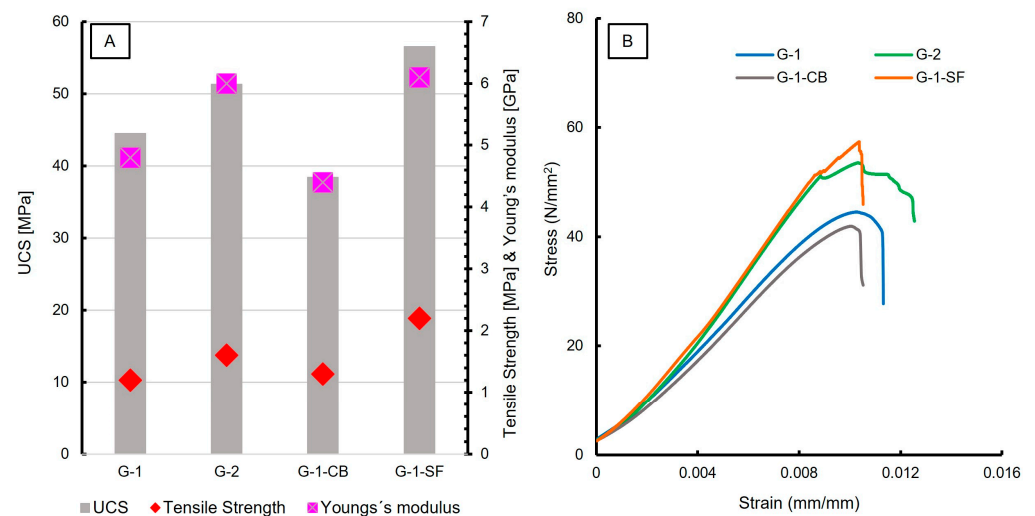 A
UCS [MPa]
60
50
40
30
20
10
0
7
6
5
4
3
2
1
0
Tensile Strength [MPa] & Young's modulus [GPa]
G-1 G-2 G-1-CB G-1-SF
UCS Tensile Strength Youngs´s modulus
B
Stress (N/mm²)
80
60
40
20
0
G-1 G-2
G-1-CB G-1-SF
0 0.004 0.008 0.012 0.016
Strain (mm/mm)